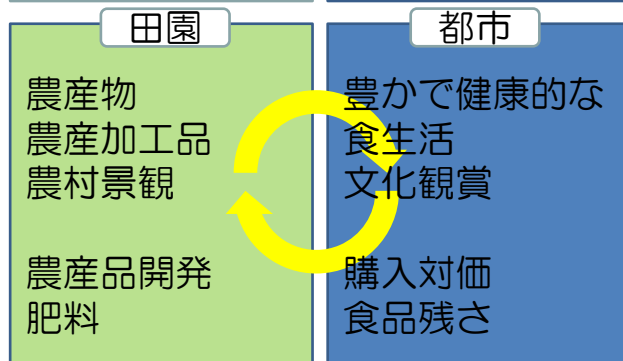 田園
農産物
農産加工品
農村景観
農産品開発
肥料
都市
豊かで健康的な
食生活
文化観賞
購入対価
食品残さ